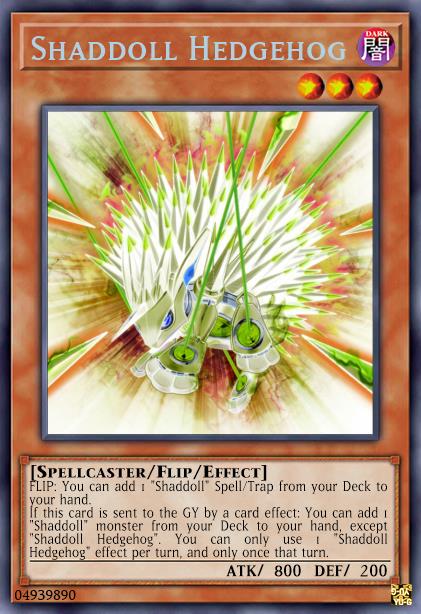 SHADDOLL HEDGEHOG
DARK
闇
[SPELLCASTER/FLIP/EFFECT]
FLIP: You can add 1 "Shaddoll" Spell/Trap from your Deck to
your hand.
If this card is sent to the GY by a card effect: You can add 1
"Shaddoll" monster from your Deck to your hand, except
"Shaddoll Hedgehog". You can only use 1 "Shaddoll
Hedgehog" effect per turn, and only once that turn.
ATK/ 800 DEF/ 200
04939890